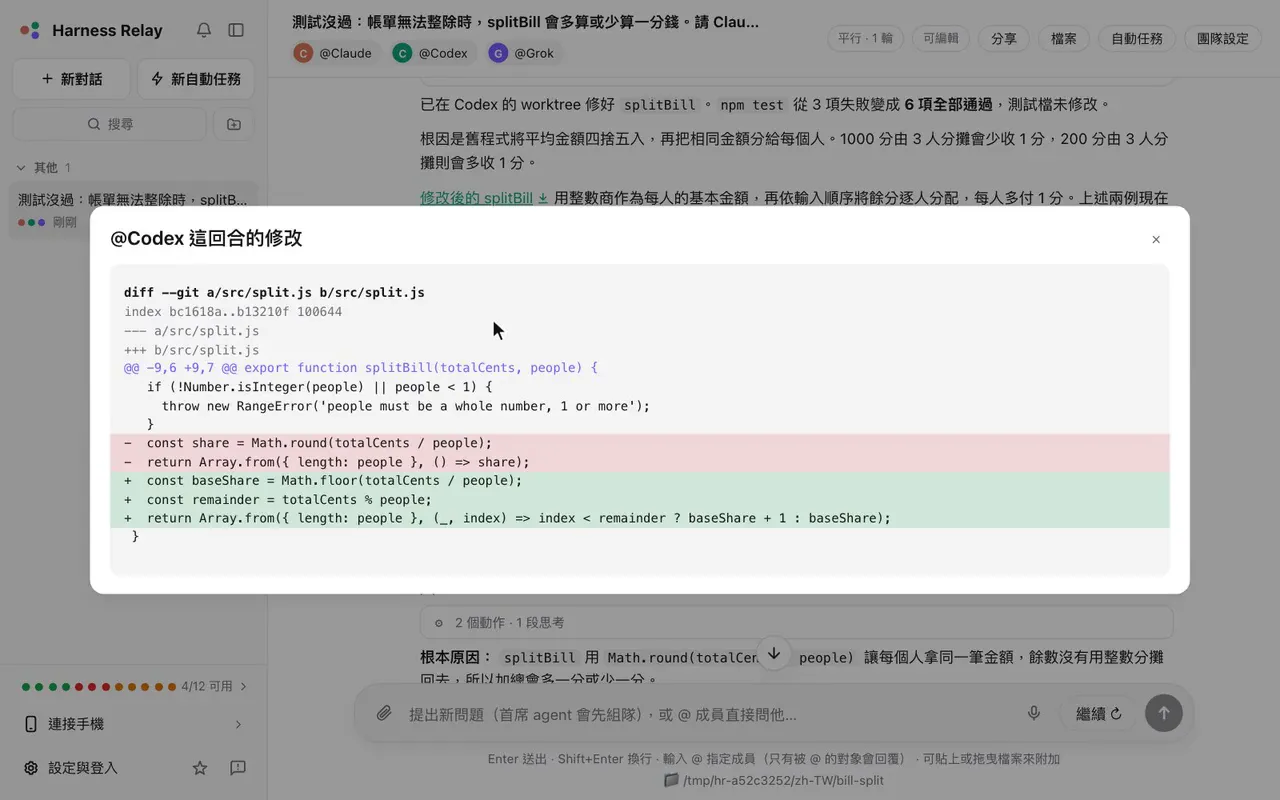 Harness Relay
新對話
新自動任務
搜尋
其他 1
測試沒過：帳單無法整除時，splitB...
剛剛
4/12 可用
連接手機
設定與登入
測試沒過：帳單無法整除時，splitBill 會多算或少算一分錢。請 Clau...
C @Claude C @Codex G @Grok
平行 · 1 輪
可編輯
分享
檔案
自動任務
團隊設定
已在 Codex 的 worktree 修好 splitBill 。 npm test 從 3 項失敗變成 6 項全部通過，測試檔未修改。
根因是舊程式將平均金額四捨五入，再把相同金額分給每個人。1000 分由 3 人分攤會少收 1 分，200 分由 3 人分
攤則會多收 1 分。
修改後的 splitBill 用整數商作為每人的基本金額，再依輸入順序將餘分逐人分配，每人多付 1 分。上述兩例現在
@Codex 這回合的修改
×
diff --git a/src/split.js b/src/split.js
index bc1618a..b13210f 100644
--- a/src/split.js
+++ b/src/split.js
@@ -9,6 +9,7 @@ export function splitBill(totalCents, people) {
if (!Number.isInteger(people) || people < 1) {
throw new RangeError('people must be a whole number, 1 or more');
}
- const share = Math.round(totalCents / people);
- return Array.from({ length: people }, () => share);
+ const baseShare = Math.floor(totalCents / people);
+ const remainder = totalCents % people;
+ return Array.from({ length: people }, (_, index) => index < remainder ? baseShare + 1 : baseShare);
}
2 個動作 · 1 段思考
根本原因： splitBill 用 Math.round(totalCen people) 讓每個人拿同一筆金額，餘數沒有用整數分攤
回去，所以加總會多一分或少一分。
提出新問題（首席 agent 會先組隊），或 @ 成員直接問他...
繼續
Enter 送出 · Shift+Enter 換行 · 輸入 @ 指定成員（只有被 @ 的對象會回覆） · 可貼上或拖曳檔案來附加
/tmp/hr-a52c3252/zh-TW/bill-split